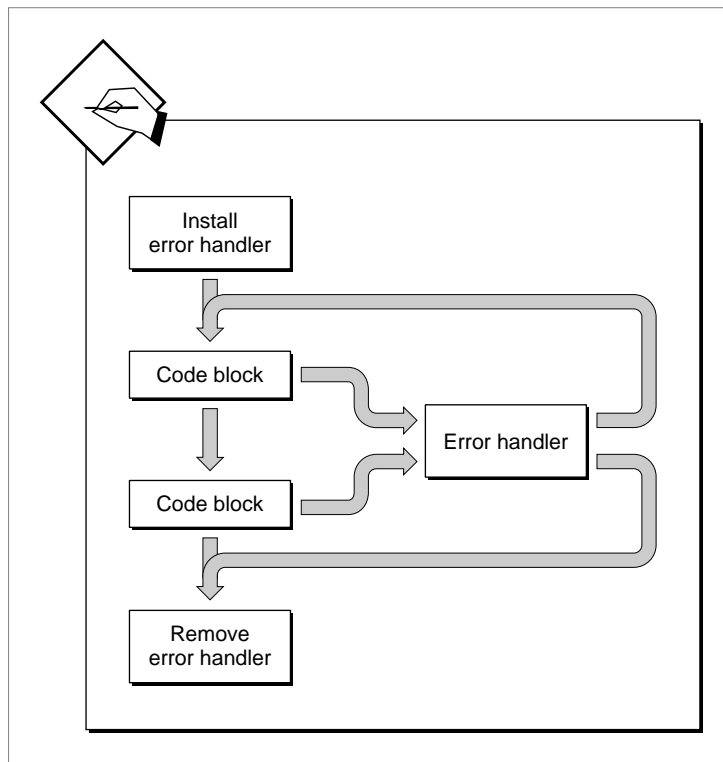 Install
error handler
Code block
Error handler
Code block
Remove
error handler